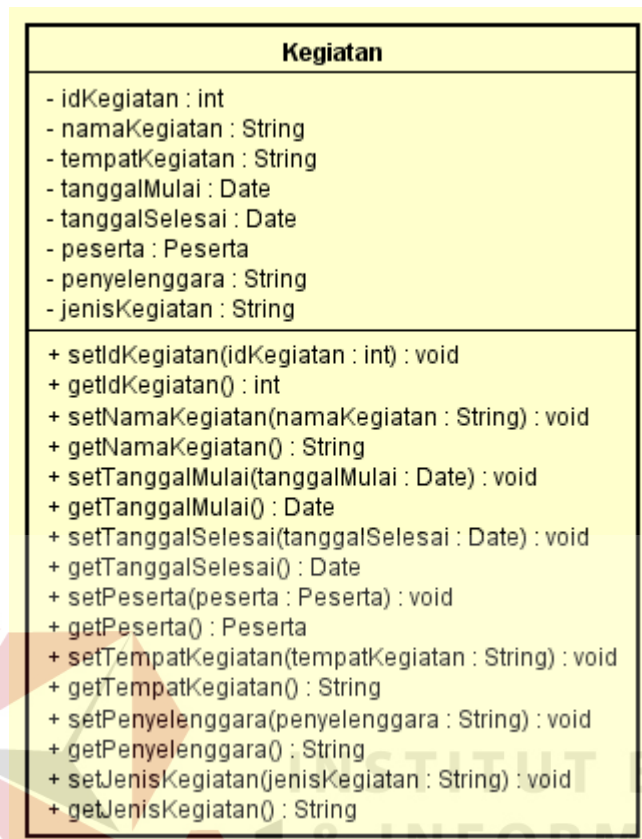 Kegiatan
- idKegiatan : int
- namaKegiatan : String
- tempatKegiatan : String
- tanggalMulai : Date
- tanggalSelesai : Date
- peserta : Peserta
- penyelenggara : String
- jenisKegiatan : String
+ setIdKegiatan(idKegiatan : int) : void
+ getIdKegiatan() : int
+ setNamaKegiatan(namaKegiatan : String) : void
+ getNamaKegiatan() : String
+ setTanggalMulai(tanggalMulai : Date) : void
+ getTanggalMulai() : Date
+ setTanggalSelesai(tanggalSelesai : Date) : void
+ getTanggalSelesai() : Date
+ setPeserta(peserta : Peserta) : void
+ getPeserta() : Peserta
+ setTempatKegiatan(tempatKegiatan : String) : void
+ getTempatKegiatan() : String
+ setPenyelenggara(penyelenggara : String) : void
+ getPenyelenggara() : String
INSTITUT
+ setJenisKegiatan(jenisKegiatan : String) : void
+ getJenisKegiatan() : String